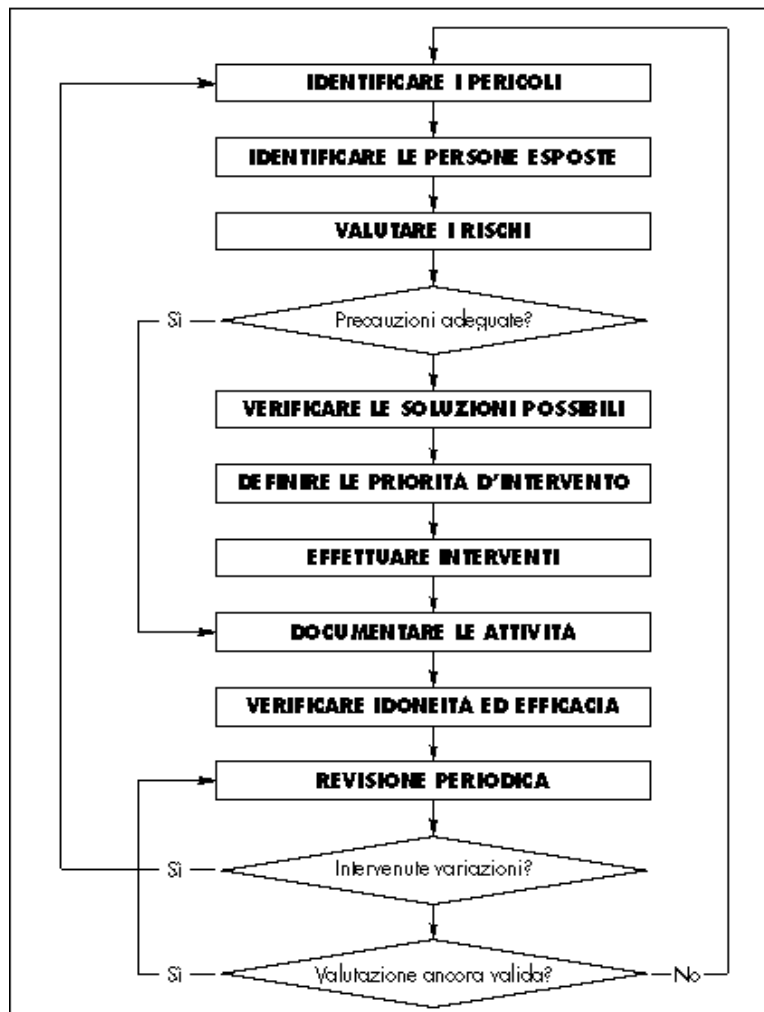 IDENTIFICARE I PERICOLI
IDENTIFICARE LE PERSONE ESPOSTE
VALUTARE I RISCHI
Sì
Precauzioni adeguate?
VERIFICARE LE SOLUZIONI POSSIBILI
DEFINIRE LE PRIORITÀ D'INTERVENTO
EFFETTUARE INTERVENTI
DOCUMENTARE LE ATTIVITÀ
VERIFICARE IDONEITÀ ED EFFICACIA
REVISIONE PERIODICA
Sì
Intervenute variazioni?
Sì
Valutazione ancora valida?
No